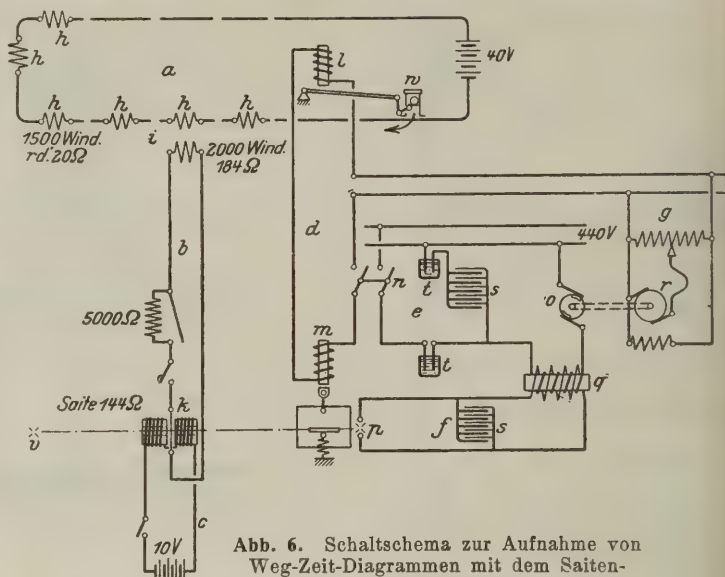 h
h
a
l
w
40V
h h h h
i
1500 Wind.
rd. 20Ω
2000 Wind.
184Ω
g
b
d
440V
n
t
s
o
r
e
5000Ω
m
t
q
Saite 144Ω
k
v
p
f
s
c
10V
Abb. 6. Schaltschema zur Aufnahme von
Weg-Zeit-Diagrammen mit dem Saiten-